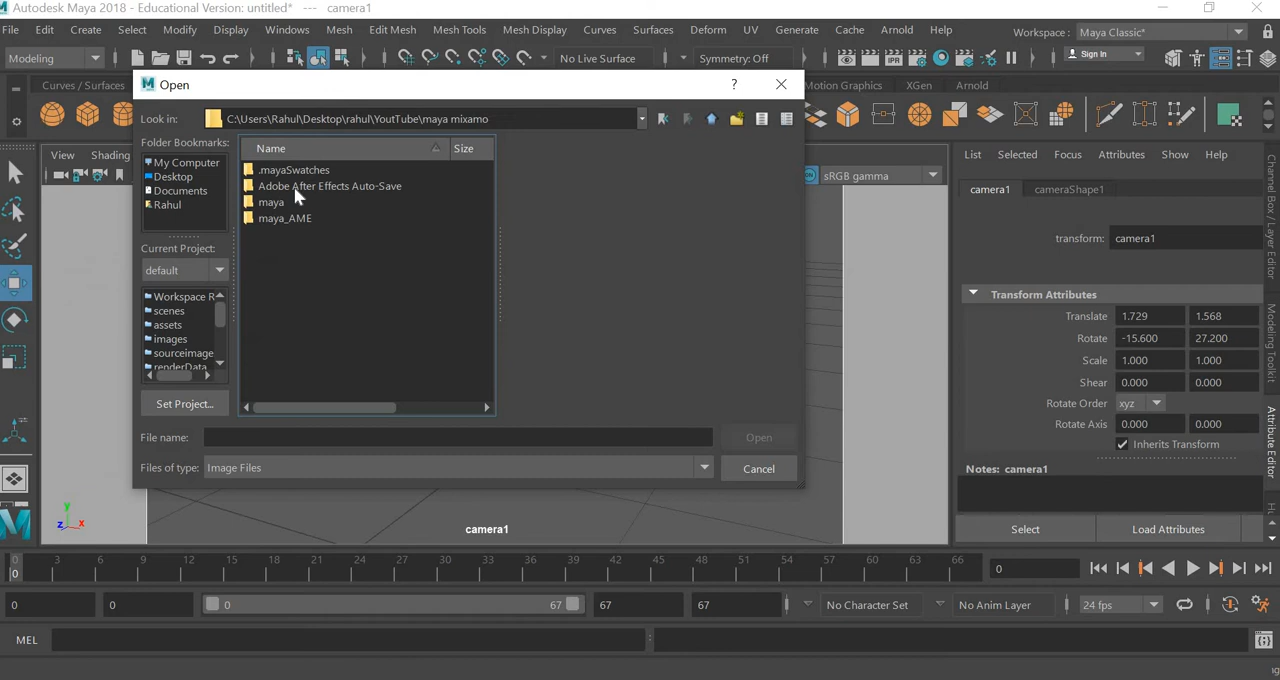 Autodesk Maya 2018 - Educational Version: untitled* --- camera1
File Edit Create Select Modify Display Windows Mesh Edit Mesh Mesh Tools Mesh Display Curves Surfaces Deform UV Generate Cache Arnold Help Workspace : Maya Classic*
Modeling No Live Surface Symmetry: Off Sign In
Curves / Surfaces Motion Graphics XGen Arnold
Open ?
Look in: C:\Users\Rahul\Desktop\rahul\YoutTube\maya mixamo
Folder Bookmarks:
My Computer
Desktop
Documents
Rahul
Current Project:
default
Workspace R
scenes
assets
images
sourceimage
renderData
Set Project...
Name Size
.mayaSwatches
Adobe After Effects Auto-Save
maya
maya_AME
File name: Open
Files of type: Image Files Cancel
View Shading
sRGB gamma
camera1
List Selected Focus Attributes Show Help
camera1 cameraShape1
transform: camera1
Transform Attributes
Translate 1.729 1.568
Rotate -15.600 27.200
Scale 1.000 1.000
Shear 0.000 0.000
Rotate Order xyz
Rotate Axis 0.000 0.000
Inherits Transform
Notes: camera1
Select Load Attributes
Channel Box / Layer Editor
Modeling Toolkit
Attribute Editor
y
z x
0 3 6 9 12 15 18 21 24 27 30 33 36 39 42 45 48 51 54 57 60 63 66
0 0
0 0 0 67 67 67 No Character Set No Anim Layer 24 fps
MEL